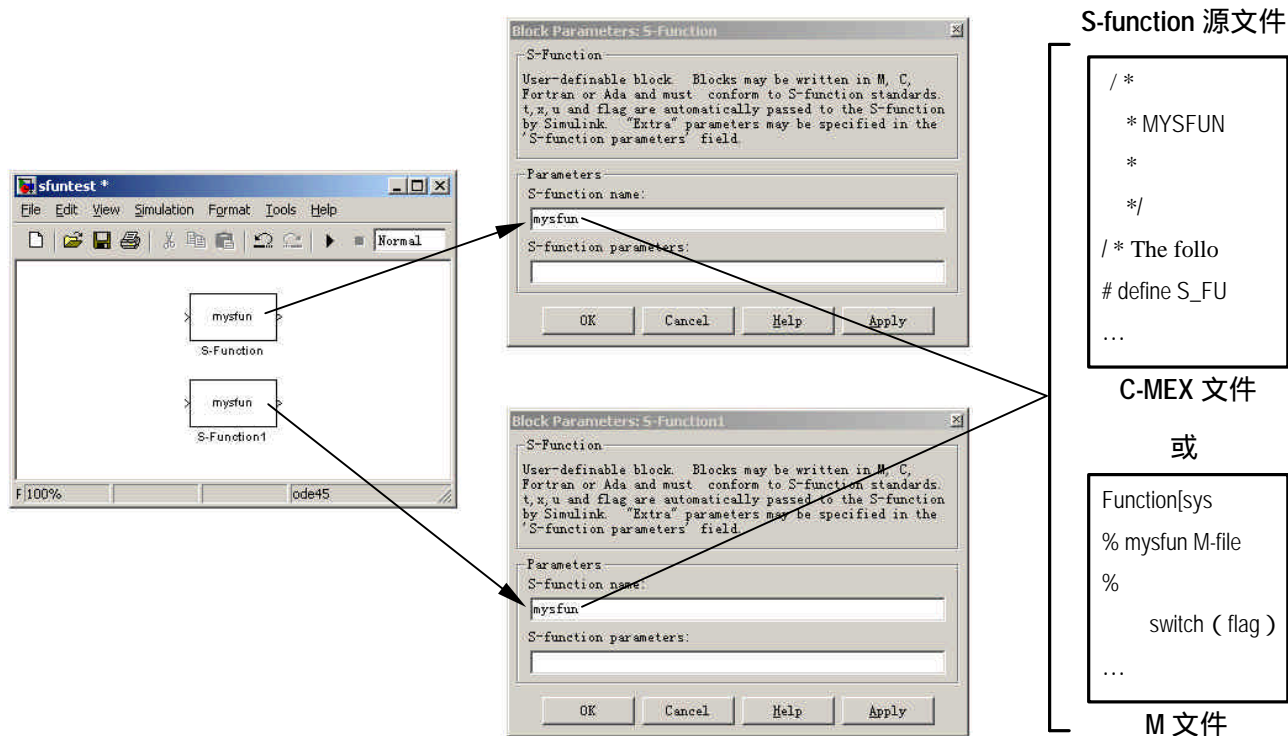 sfuntest *
File Edit View Simulation Format Tools Help
Normal
mysfun
S-Function
mysfun
S-Function1
F 100%
ode45
Block Parameters: S-Function
S-Function
User-definable block. Blocks may be written in M, C,
Fortran or Ada and must conform to S-function standards.
t,x,u and flag are automatically passed to the S-function
by Simulink. "Extra" parameters may be specified in the
'S-function parameters' field.
Parameters
S-function name:
mysfun
S-function parameters:
OK Cancel Help Apply
Block Parameters: S-Function1
S-Function
User-definable block. Blocks may be written in M, C,
Fortran or Ada and must conform to S-function standards.
t,x,u and flag are automatically passed to the S-function
by Simulink. "Extra" parameters may be specified in the
'S-function parameters' field.
Parameters
S-function name:
mysfun
S-function parameters:
OK Cancel Help Apply
S-function 源文件
/ *
* MYSFUN
*
*/
/ * The follo
# define S_FU
…
C-MEX 文件
或
Function[sys
% mysfun M-file
%
switch ( flag )
…
M 文件